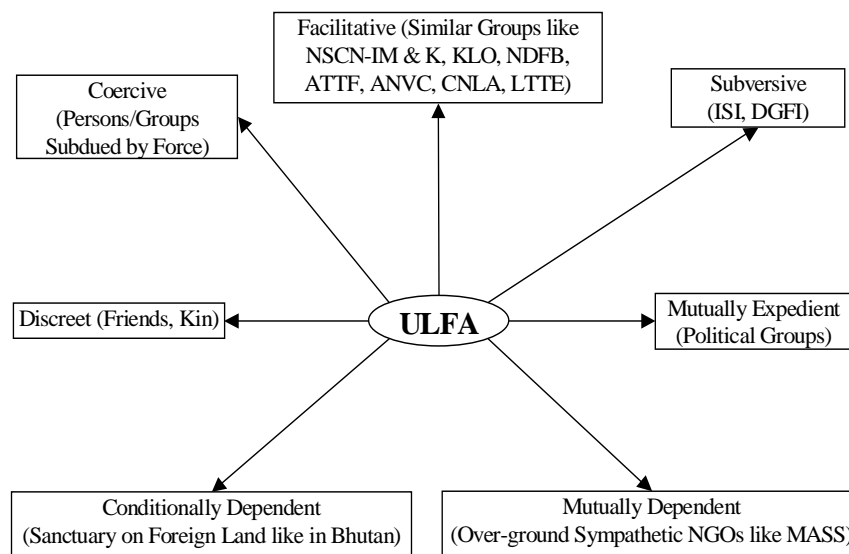 Facilitative (Similar Groups like
NSCN-IM & K, KLO, NDFB,
ATTF, ANVC, CNLA, LTTE)
Coercive
(Persons/Groups
Subdued by Force)
Subversive
(ISI, DGFI)
Discreet (Friends, Kin)
ULFA
Mutually Expedient
(Political Groups)
Conditionally Dependent
(Sanctuary on Foreign Land like in Bhutan)
Mutually Dependent
(Over-ground Sympathetic NGOs like MASS)